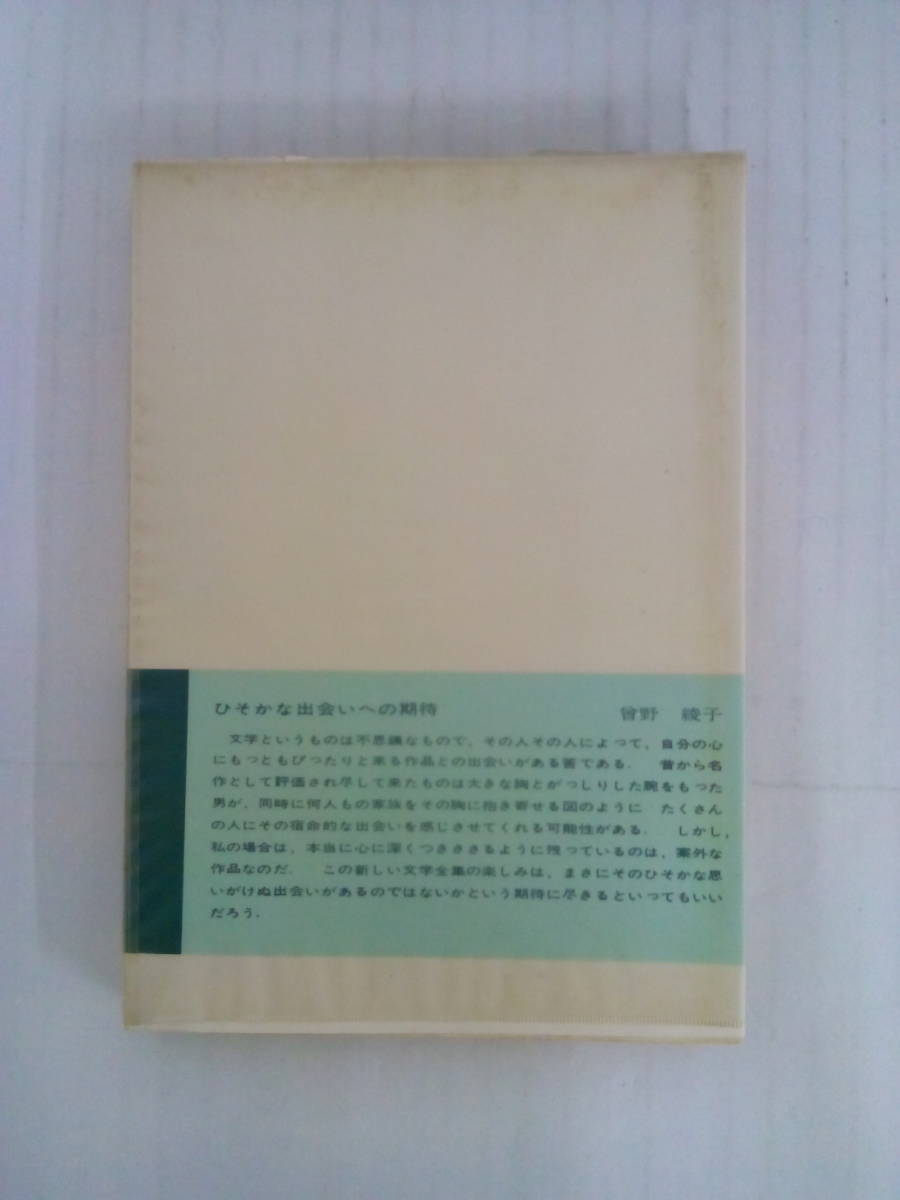 ひそかな出会いへの期待　曾野　綾子
文学というものは不思議なもので，その人その人によって，自分の心
にもっともぴったりと来る作品との出会いがある筈である．　昔から名
作として評価され尽して来たものは大きな胸とがっしりした腕をもった
男が，同時に何人もの家族をその胸に抱き寄せる図のように　たくさん
の人にその宿命的な出会いを感じさせてくれる可能性がある．　しかし，
私の場合は，本当に心に深くつきささるように残っているのは，案外な
作品なのだ．　この新しい文学全集の楽しみは，まさにそのひそかな思
いがけぬ出会いがあるのではないかという期待に尽きるといってもいい
だろう．